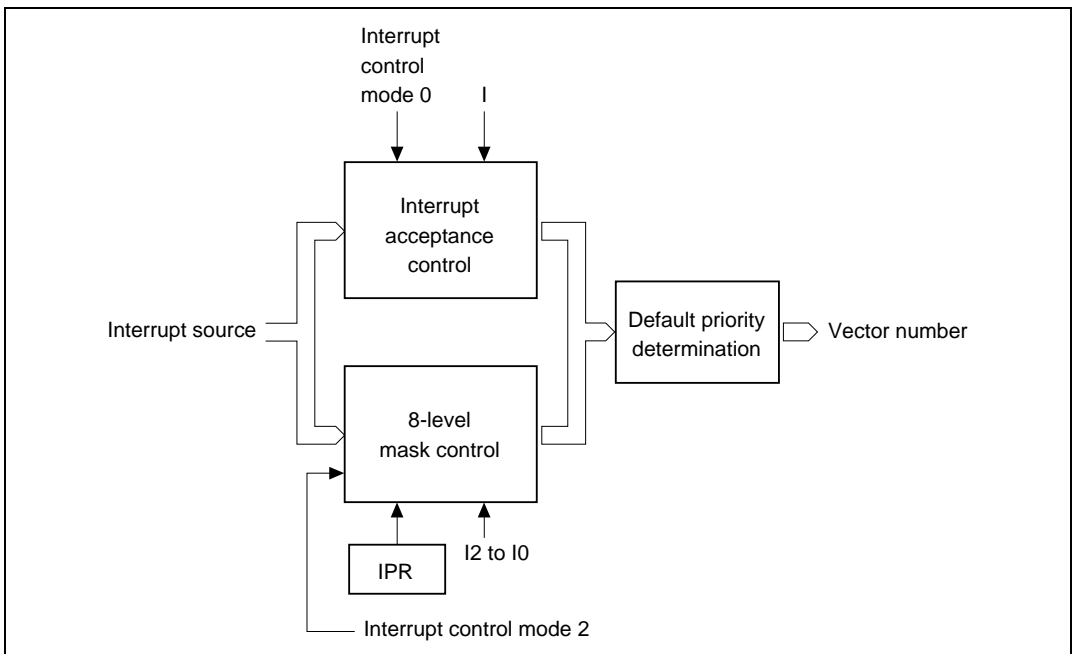 Interrupt
control
mode 0
I
Interrupt
acceptance
control
Interrupt source
Default priority
determination
Vector number
8-level
mask control
I2 to I0
IPR
Interrupt control mode 2